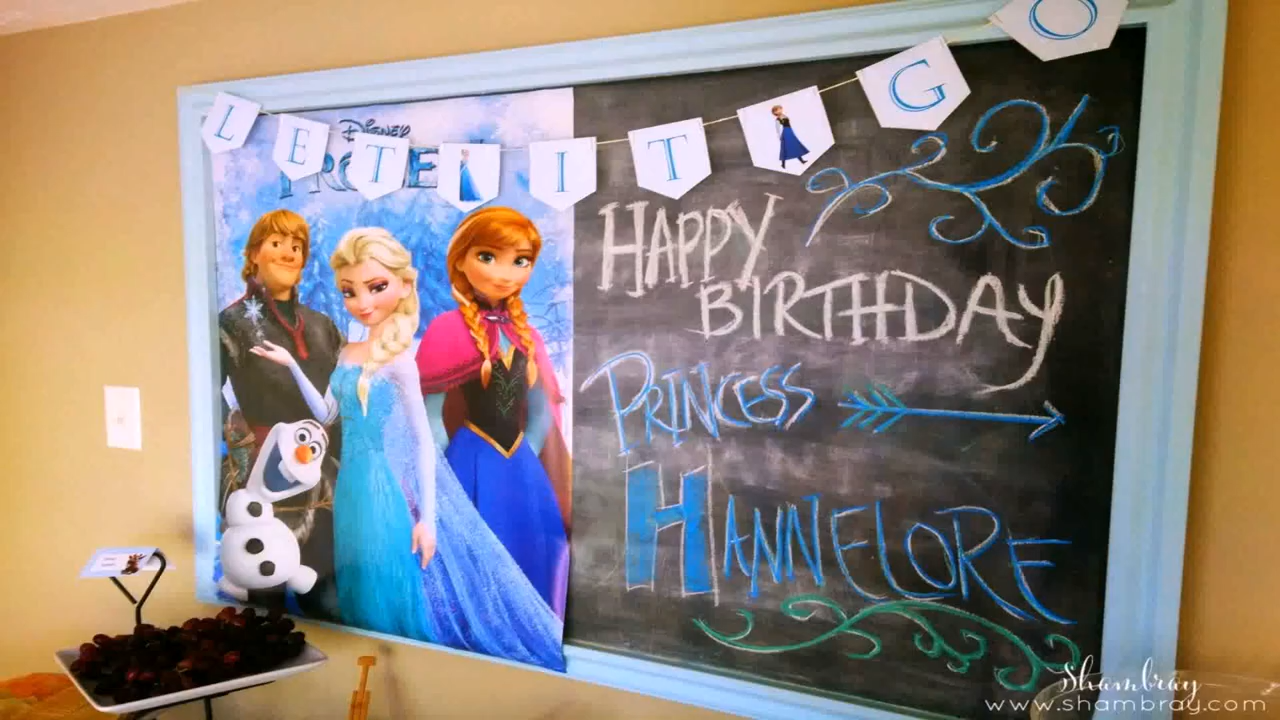 LET IT GO
DISNEY
FROZEN
HAPPY
BIRTHDAY
PRINCESS
HANNELORE
Shambray
www.shambray.com